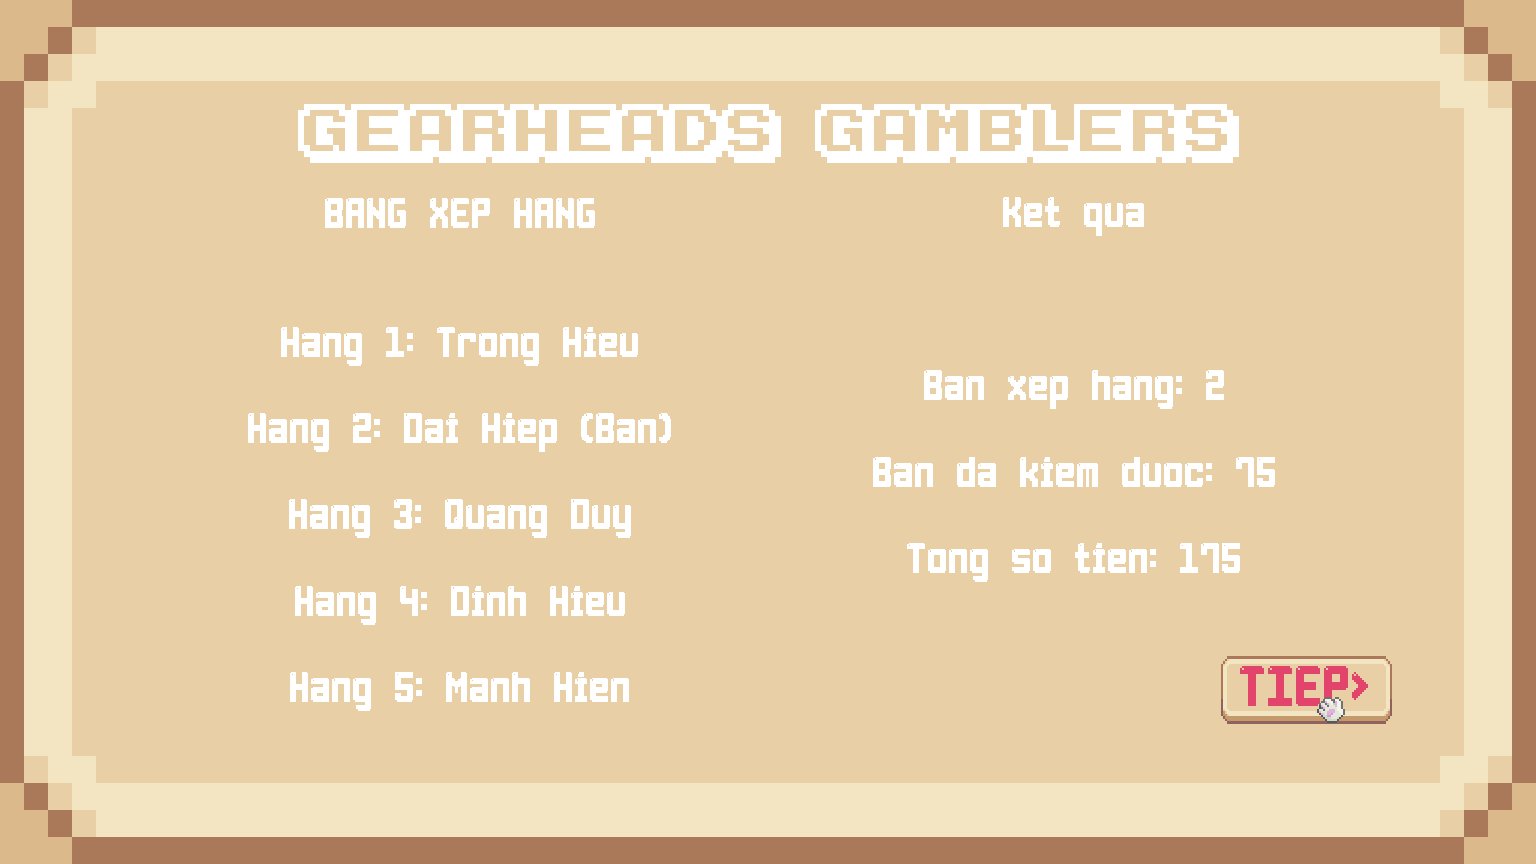 GEARHEADS GAMBLERS
BANG XEP HANG
Hang 1: Trong Hieu
Hang 2: Dai Hiep (Ban)
Hang 3: Quang Duy
Hang 4: Dinh Hieu
Hang 5: Manh Hien
Ket qua
Ban xep hang: 2
Ban da kiem duoc: 75
Tong so tien: 175
TIEP>